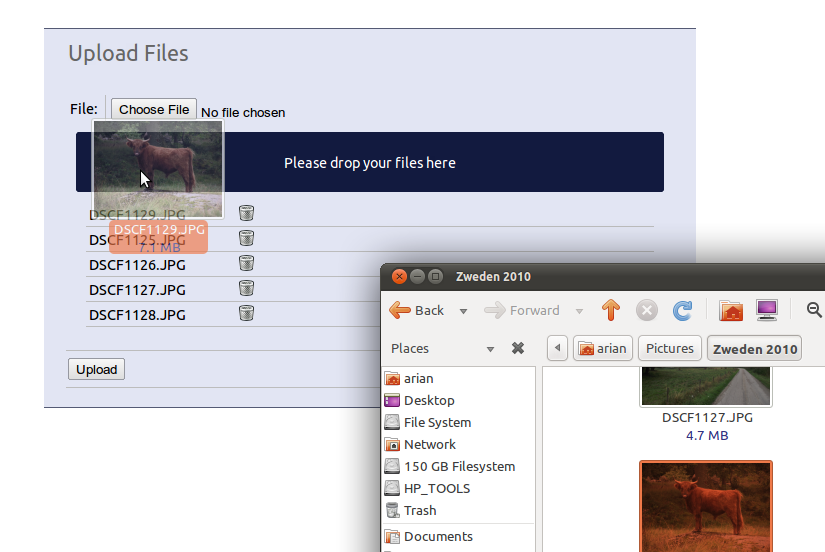 Upload Files
File: Choose File No file chosen
Please drop your files here
DSCF1129.JPG
DSCF1129.JPG
DSCF1125.JPG
7.1 MB
DSCF1126.JPG
DSCF1127.JPG
DSCF1128.JPG
Upload
Zweden 2010
Back Forward
Places arian Pictures Zweden 2010
arian
Desktop
File System
Network
150 GB Filesystem
HP_TOOLS
Trash
Documents
DSCF1127.JPG
4.7 MB